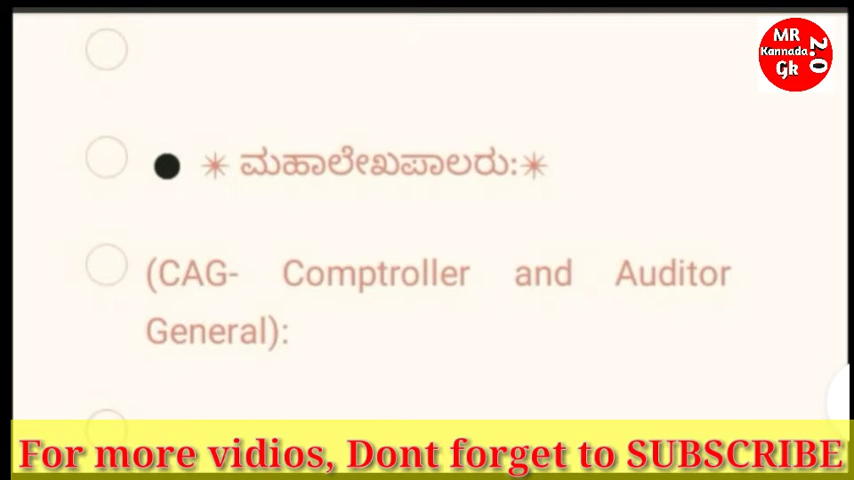 MR
Kannada
Gk
2.0
● ✴ ಮಹಾಲೇಖಪಾಲರು:✴
(CAG- Comptroller and Auditor
General):
For more vidios, Dont forget to SUBSCRIBE